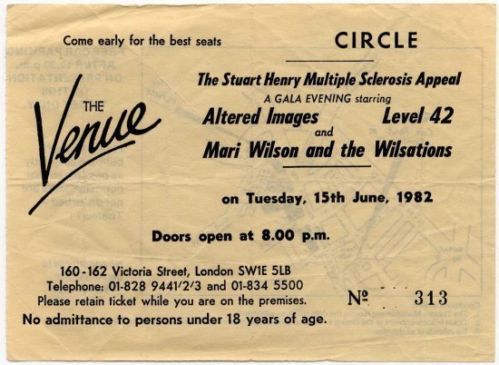 Come early for the best seats
CIRCLE
THE
Venue
The Stuart Henry Multiple Sclerosis Appeal
A GALA EVENING starring
Altered Images Level 42
and
Mari Wilson and the Wilsations
on Tuesday, 15th June, 1982
Doors open at 8.00 p.m.
160-162 Victoria Street, London SW1E 5LB
Telephone: 01-828 9441/2/3 and 01-834 5500
Please retain ticket while you are on the premises.
Nº 313
No admittance to persons under 18 years of age.